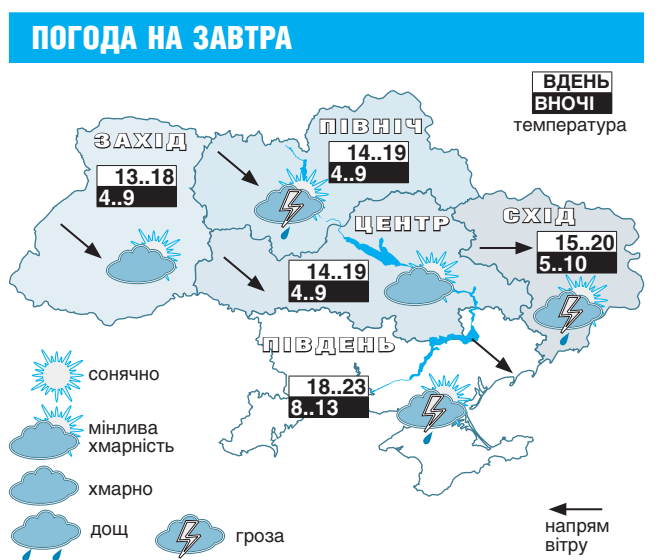 ПОГОДА НА ЗАВТРА
ВДЕНЬ
ВНОЧІ
температура
ПІВНІЧ
14..19
4..9
ЗАХІД
13..18
4..9
ЦЕНТР
14..19
4..9
СХІД
15..20
5..10
ПІВДЕНЬ
18..23
8..13
сонячно
мінлива
хмарність
хмарно
дощ
гроза
напрям
вітру